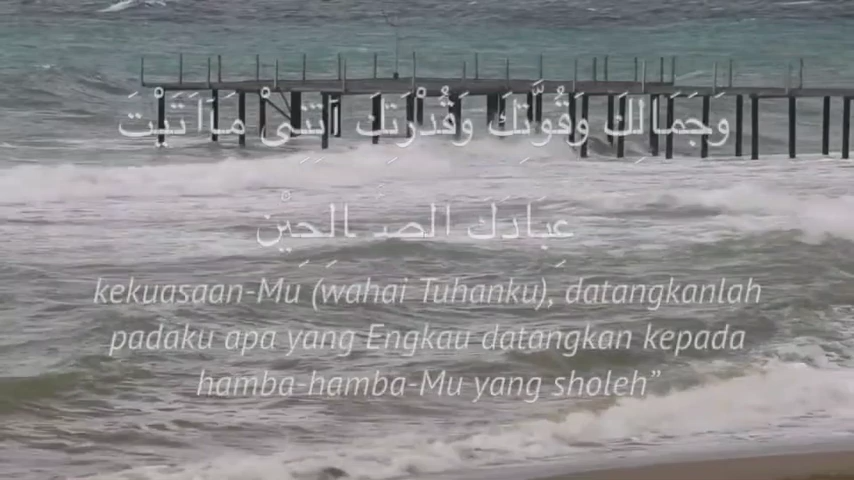 وَجَمَالِكَ وَقُوَّتِكَ وَقُدْرَتِكَ آتِنِيْ مَآاَتَيْتَ
عِبَادَكَ الصّٰالِحِيْنَ
kekuasaan-Mu (wahai Tuhanku), datangkanlah
padaku apa yang Engkau datangkan kepada
hamba-hamba-Mu yang sholeh”